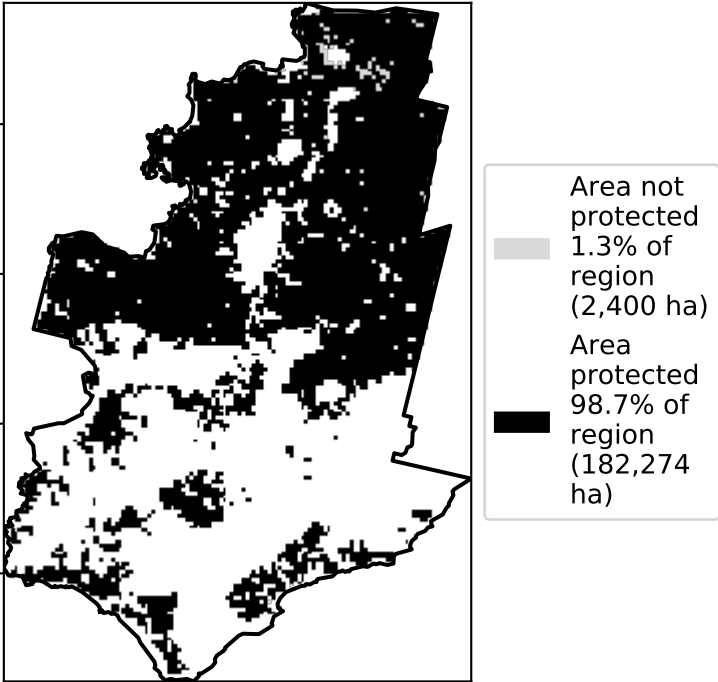 Area not
protected
1.3% of
region
(2,400 ha)
Area
protected
98.7% of
region
(182,274
ha)